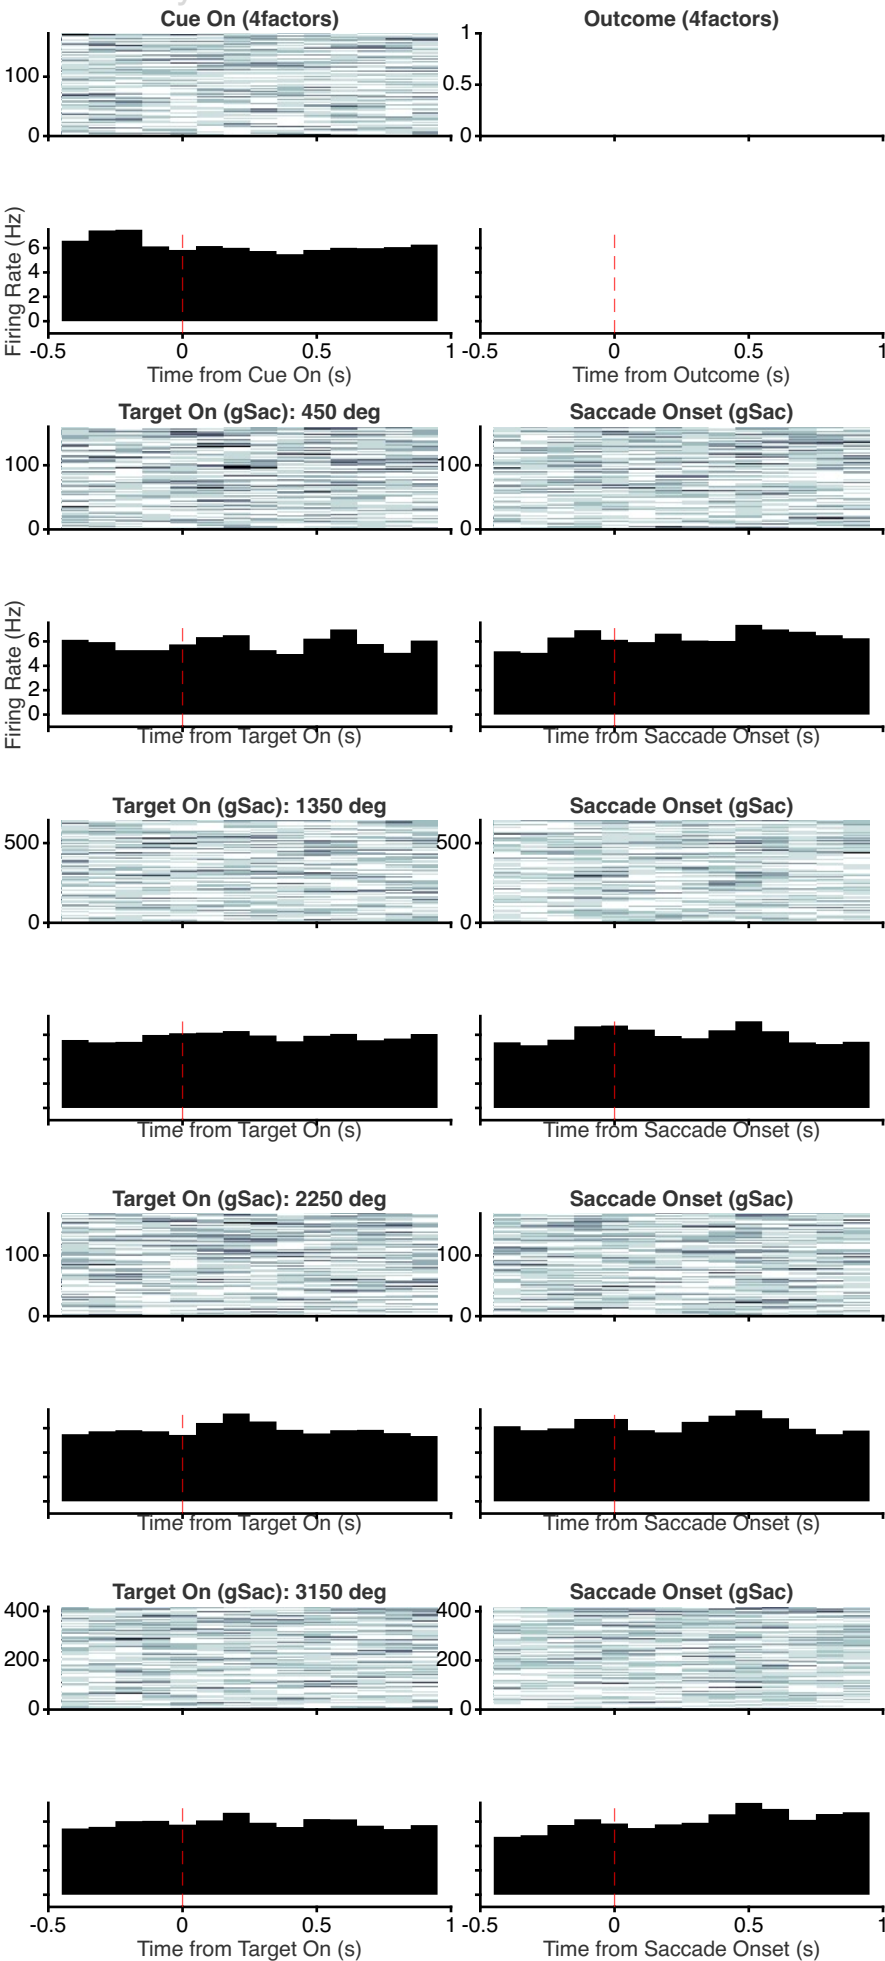 Cue On (4factors)
Outcome (4factors)
100
0
1
0.5
0
Firing Rate (Hz)
6
4
2
0
-0.5 0 0.5 1
Time from Cue On (s)
-0.5 0 0.5 1
Time from Outcome (s)
Target On (gSac): 450 deg
Saccade Onset (gSac)
100
0
100
0
Firing Rate (Hz)
6
4
2
0
Time from Target On (s)
Time from Saccade Onset (s)
Target On (gSac): 1350 deg
Saccade Onset (gSac)
500
0
500
0
Time from Target On (s)
Time from Saccade Onset (s)
Target On (gSac): 2250 deg
Saccade Onset (gSac)
100
0
100
0
Time from Target On (s)
Time from Saccade Onset (s)
Target On (gSac): 3150 deg
Saccade Onset (gSac)
400
200
0
400
200
0
-0.5 0 0.5 1
Time from Target On (s)
-0.5 0 0.5 1
Time from Saccade Onset (s)